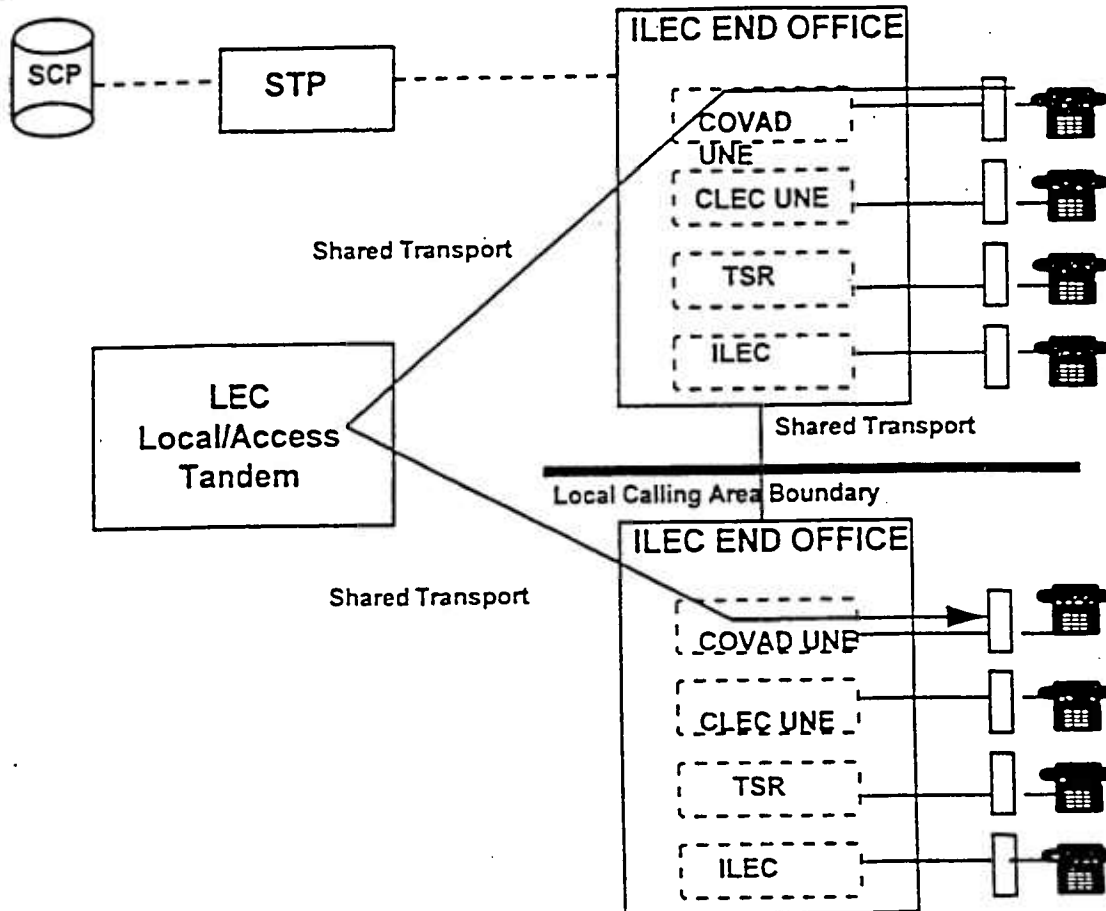 ILEC END OFFICE
SCP
STP
COVAD
UNE
CLEC UNE
TSR
ILEC
Shared Transport
LEC
Local/Access
Tandem
Shared Transport
Local Calling Area Boundary
ILEC END OFFICE
Shared Transport
COVAD UNE
CLEC UNE
TSR
ILEC